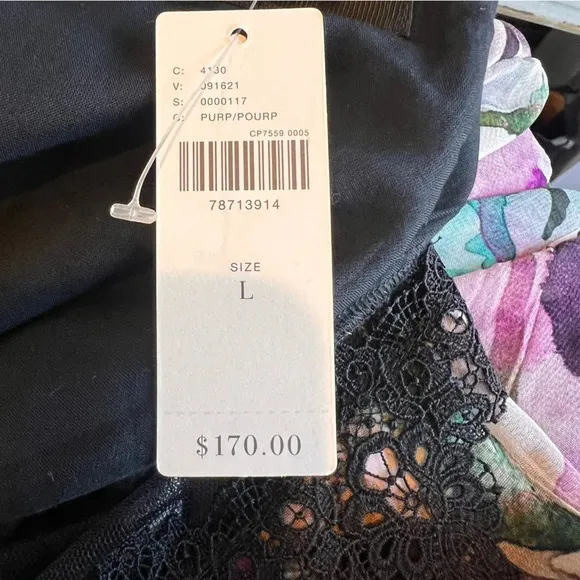 C: 4130
V: 091621
S: 0000117
C: PURP/POURP
CP7559 0005
78713914
SIZE
L
$170.00